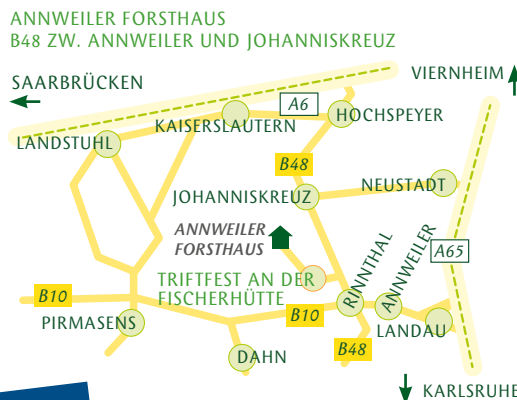 ANNWEILER FORSTHAUS
B48 ZW. ANNWEILER UND JOHANNISKREUZ
SAARBRÜCKEN
VIERNHEIM
A6
HOCHSPEYER
KAISERSLAUTERN
LANDSTUHL
B48
JOHANNISKREUZ
NEUSTADT
ANNWEILER
FORSTHAUS
RINNTHAL
ANNWEILER
A65
TRIFTFEST AN DER
FISCHERHÜTTE
B10
B10
PIRMASENS
LANDAU
B48
DAHN
KARLSRUHE